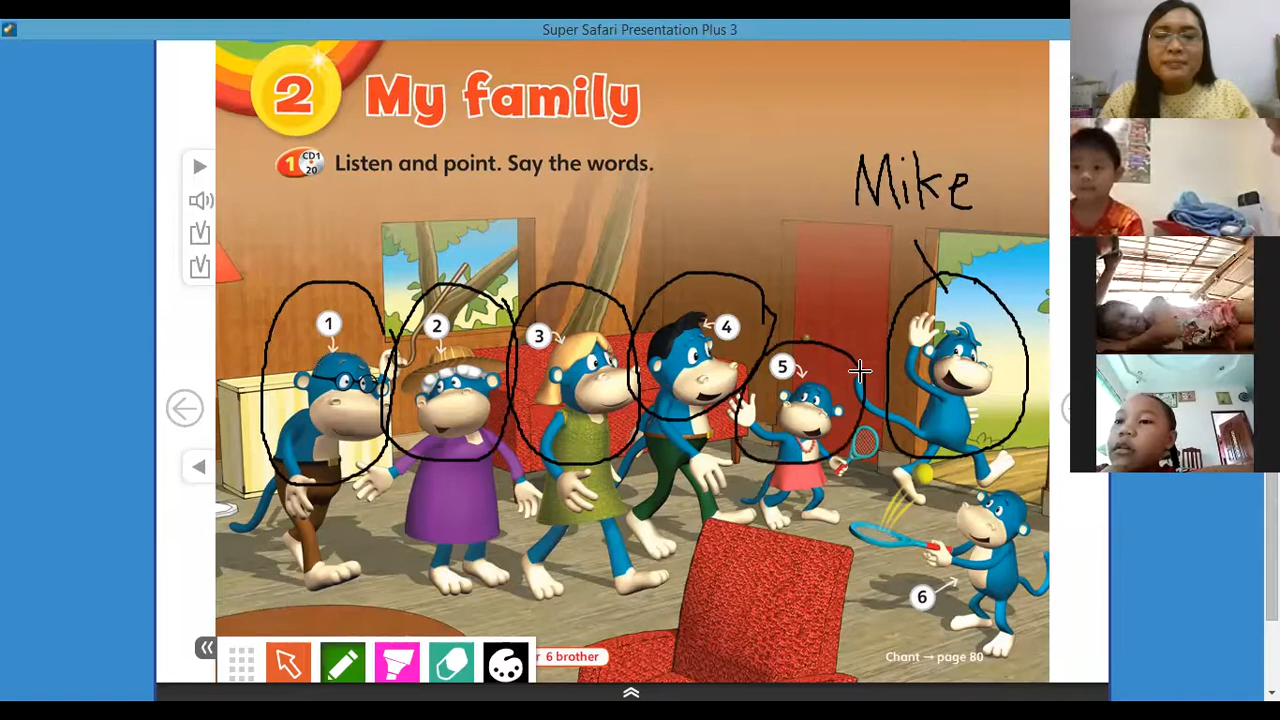 Super Safari Presentation Plus 3
2 My family
1 CD1 20 Listen and point. Say the words.
Mike
1
2
3
4
5
6
r 6 brother
Chant → page 80